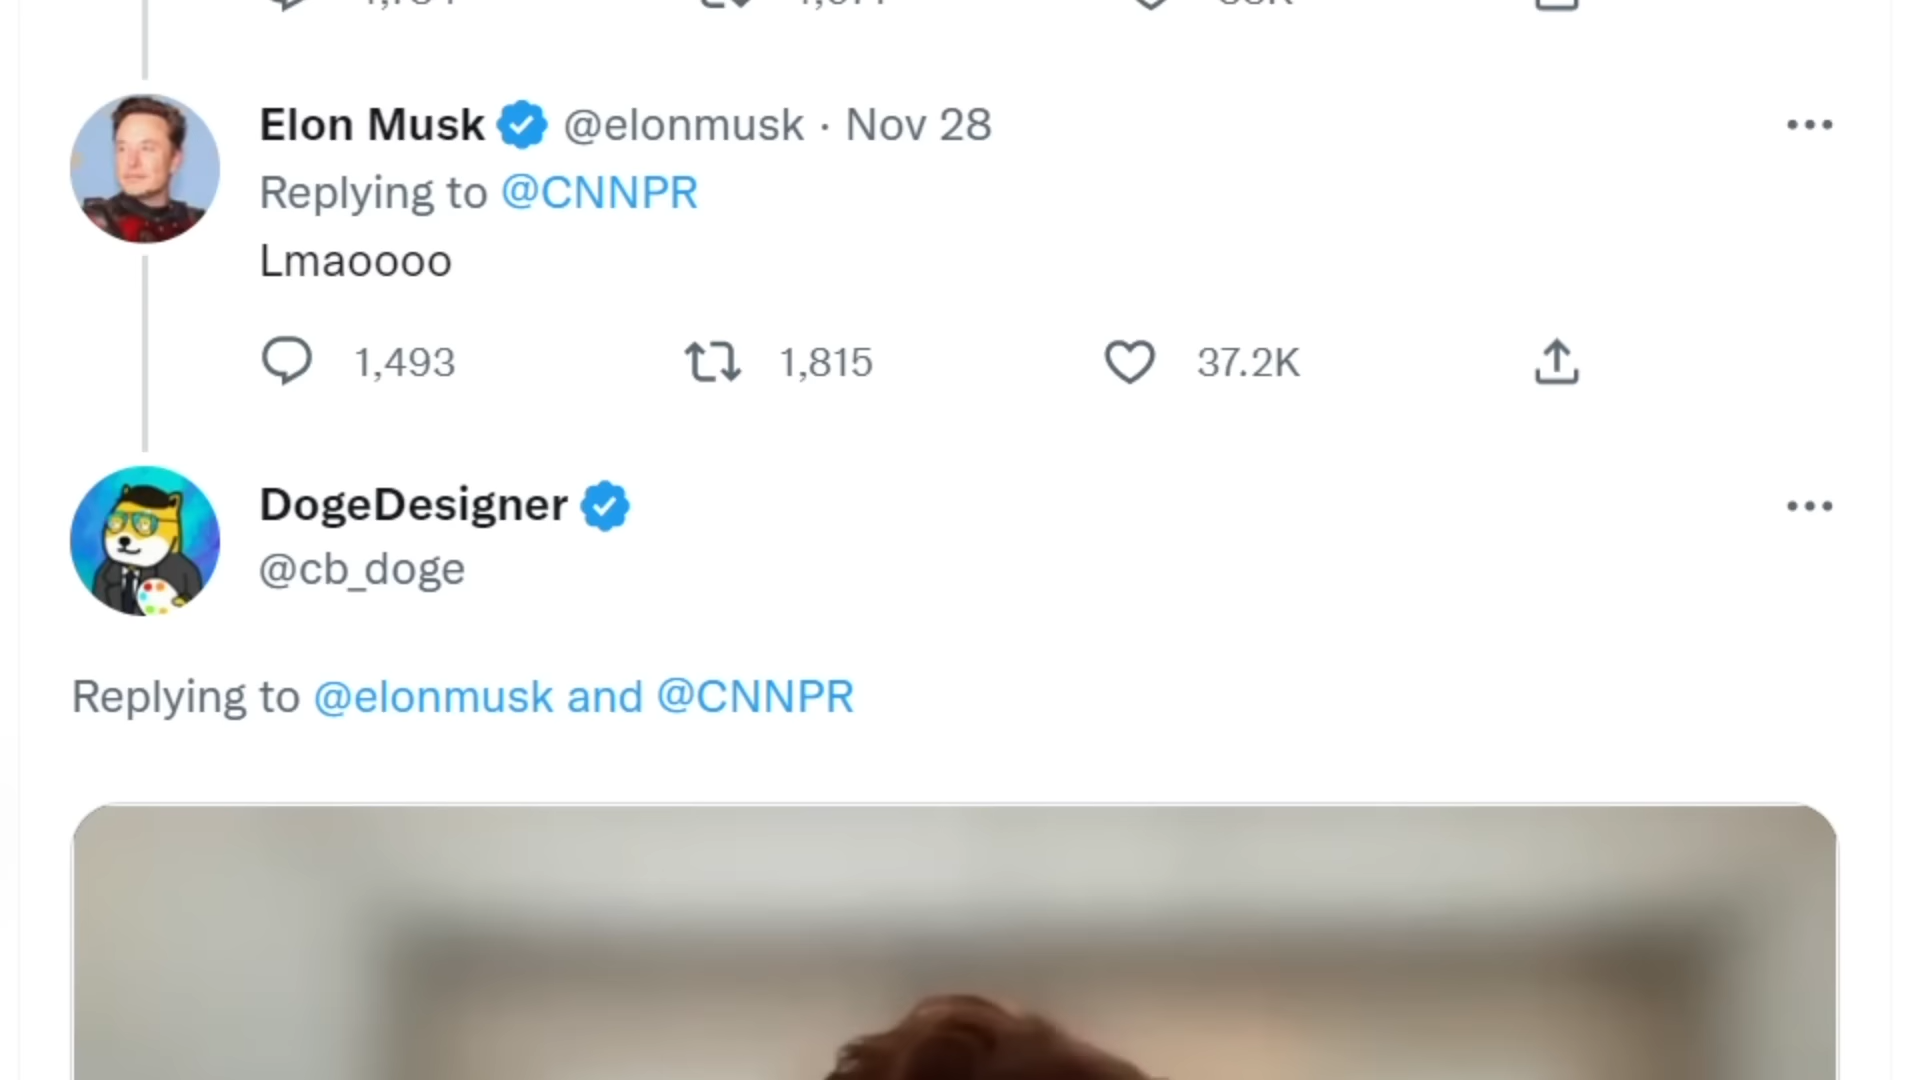 Elon Musk @elonmusk · Nov 28
Replying to @CNNPR
Lmaoooo
1,493 1,815 37.2K
DogeDesigner
@cb_doge
Replying to @elonmusk and @CNNPR